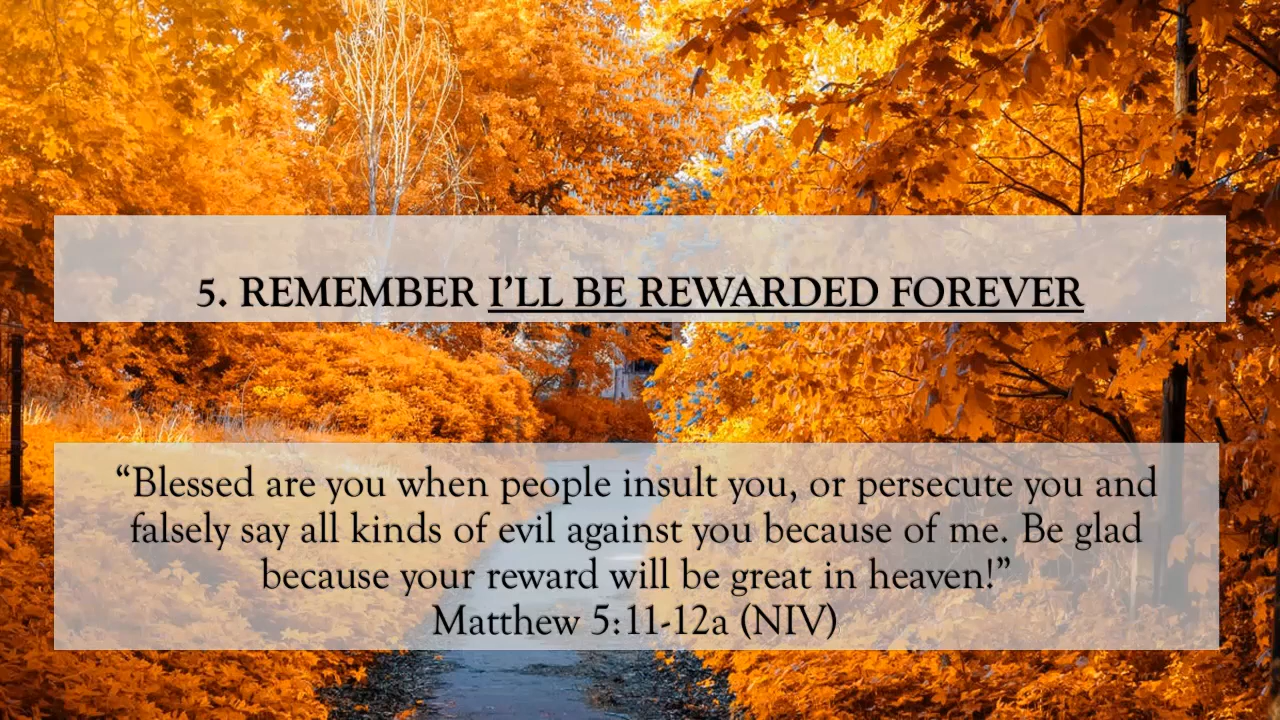 5. REMEMBER I’LL BE REWARDED FOREVER
“Blessed are you when people insult you, or persecute you and
falsely say all kinds of evil against you because of me. Be glad
because your reward will be great in heaven!”
Matthew 5:11-12a (NIV)